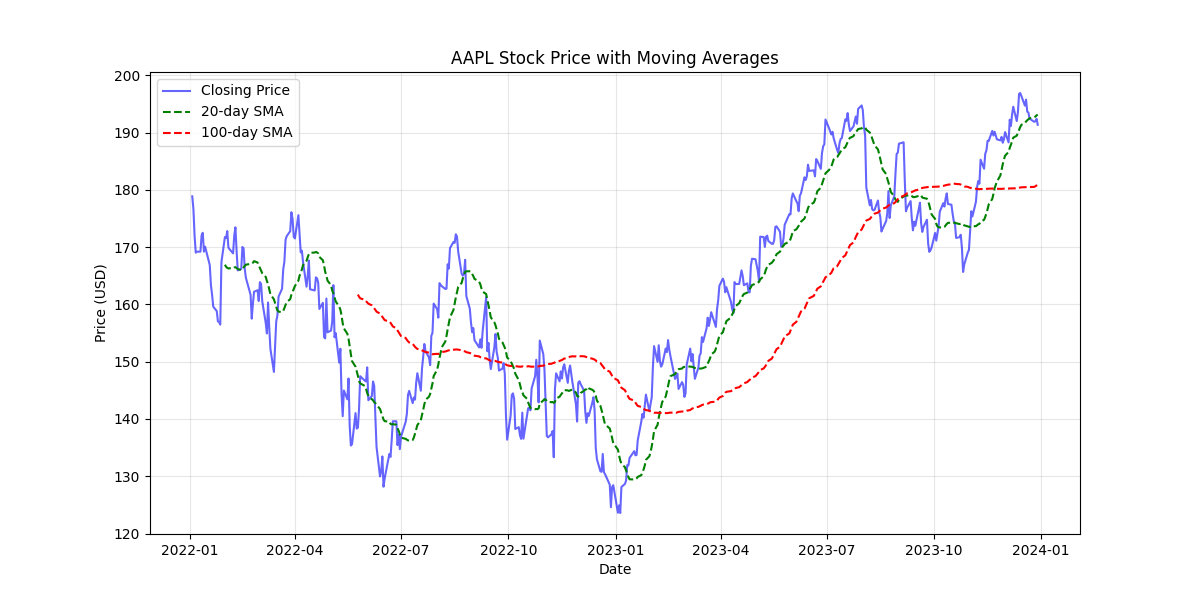 AAPL Stock Price with Moving Averages
Closing Price
20-day SMA
100-day SMA
Price (USD)
200
190
180
170
160
150
140
130
120
2022-01 2022-04 2022-07 2022-10 2023-01 2023-04 2023-07 2023-10 2024-01
Date